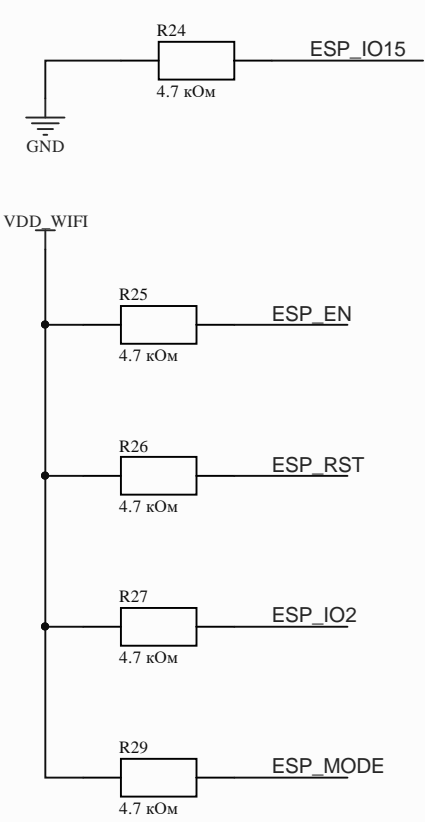 R24
ESP_IO15
4.7 кОм
GND
VDD_WIFI
R25
ESP_EN
4.7 кОм
R26
ESP_RST
4.7 кОм
R27
ESP_IO2
4.7 кОм
R29
ESP_MODE
4.7 кОм